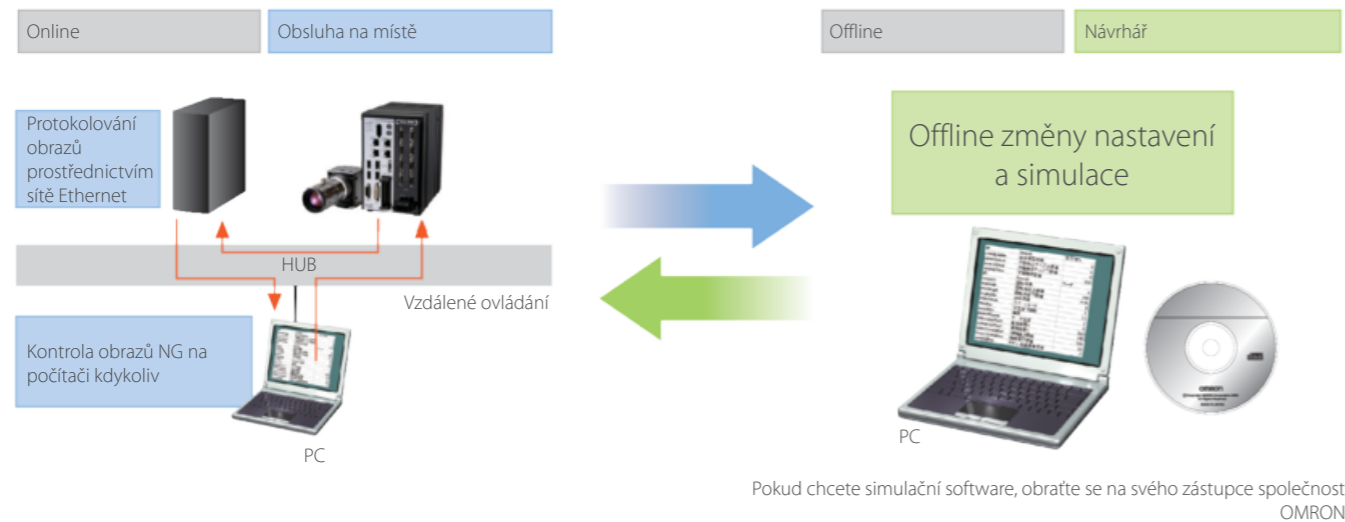 Online
Obsluha na místě
Offline
Návrhář
Protokolování
obrazů
prostřednictvím
sítě Ethernet
Offline změny nastavení
a simulace
HUB
Vzdálené ovládání
Kontrola obrazů NG na
počítači kdykoliv
PC
PC
OMRON
Pokud chcete simulační software, obraťte se na svého zástupce společnost
OMRON